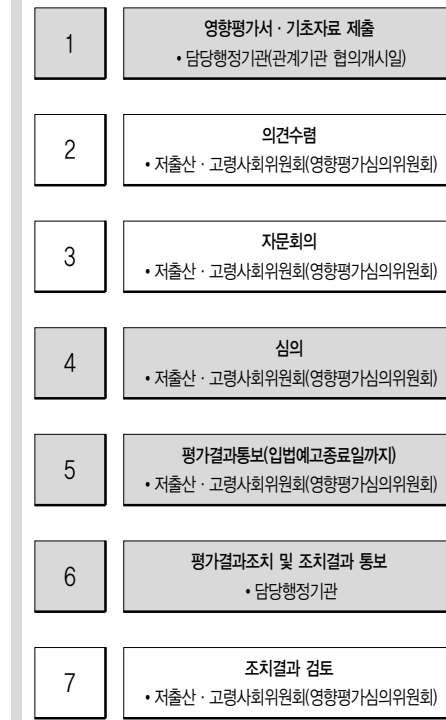 1
영향평가서 · 기초자료 제출
• 담당행정기관(관계기관 협의개시일)
2
의견수렴
• 저출산 · 고령사회위원회(영향평가심의위원회)
3
자문회의
• 저출산 · 고령사회위원회(영향평가심의위원회)
4
심의
• 저출산 · 고령사회위원회(영향평가심의위원회)
5
평가결과통보(입법예고종료일까지)
• 저출산 · 고령사회위원회(영향평가심의위원회)
6
평가결과조치 및 조치결과 통보
• 담당행정기관
7
조치결과 검토
• 저출산 · 고령사회위원회(영향평가심의위원회)